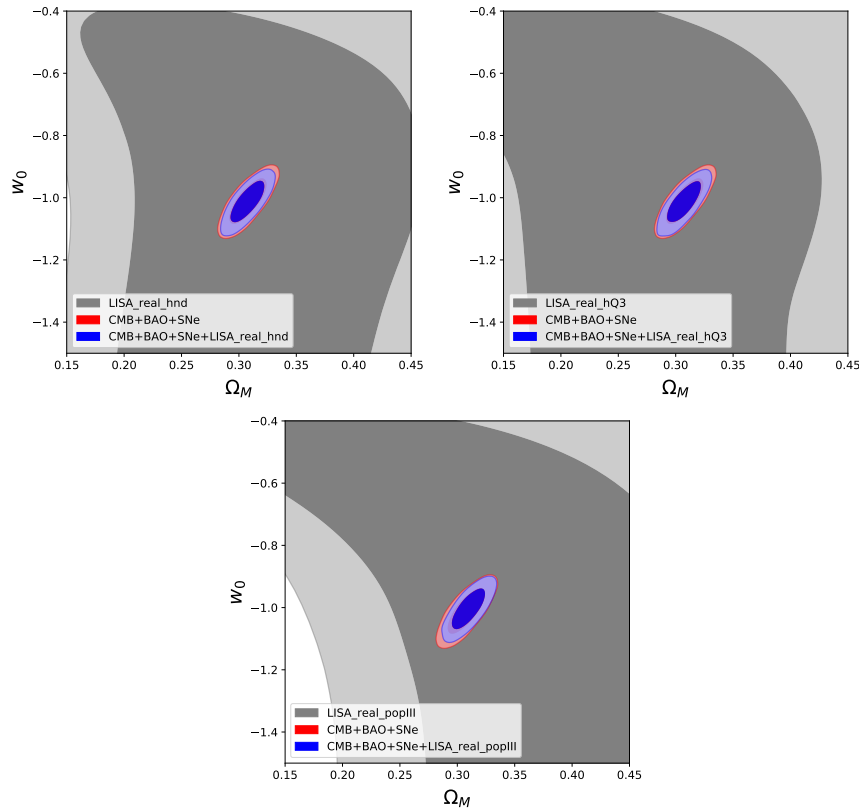 −0.4
−0.6
−0.8
−1.0
−1.2
−1.4
w0
LISA_real_hnd
CMB+BAO+SNe
CMB+BAO+SNe+LISA_real_hnd
0.15 0.20 0.25 0.30 0.35 0.40 0.45
ΩM
−0.4
−0.6
−0.8
−1.0
−1.2
−1.4
w0
LISA_real_hQ3
CMB+BAO+SNe
CMB+BAO+SNe+LISA_real_hQ3
0.15 0.20 0.25 0.30 0.35 0.40 0.45
ΩM
−0.4
−0.6
−0.8
−1.0
−1.2
−1.4
w0
LISA_real_popIII
CMB+BAO+SNe
CMB+BAO+SNe+LISA_real_popIII
0.15 0.20 0.25 0.30 0.35 0.40 0.45
ΩM